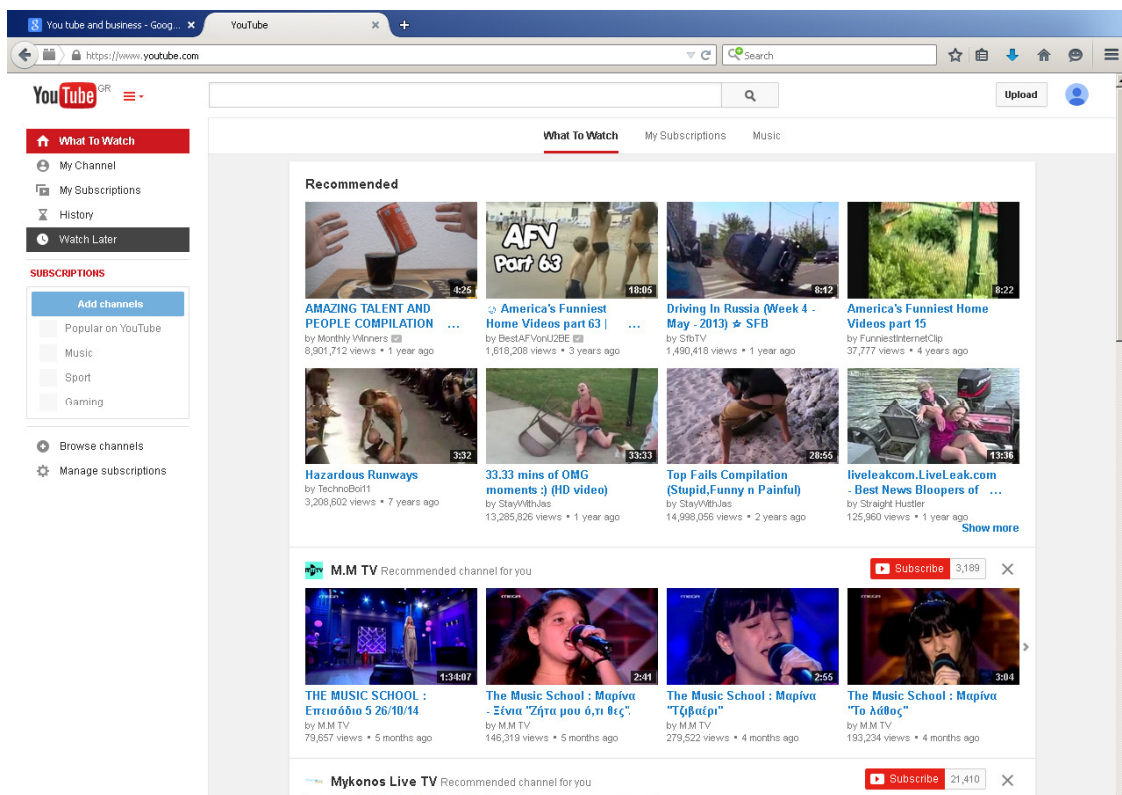 You tube and business - Goog...
YouTube
https://www.youtube.com
Search
You Tube GR
Upload
What To Watch
My Subscriptions
Music
What To Watch
My Channel
My Subscriptions
History
Watch Later
SUBSCRIPTIONS
Add channels
Popular on YouTube
Music
Sport
Gaming
Browse channels
Manage subscriptions
Recommended
4:25
AFV
Part 63
18:05
8:12
8:22
AMAZING TALENT AND
PEOPLE COMPILATION ...
by Monthly Winners
8,901,712 views • 1 year ago
America's Funniest
Home Videos part 63 | ...
by BestAFVonU2BE
1,618,208 views • 3 years ago
Driving In Russia (Week 4 -
May - 2013) ☆ SFB
by SfbTV
1,490,418 views • 1 year ago
America's Funniest Home
Videos part 15
by FunniestInternetClip
37,777 views • 4 years ago
3:32
33:33
28:55
13:36
Hazardous Runways
by TechnoBoi11
3,208,602 views • 7 years ago
33.33 mins of OMG
moments :) (HD video)
by StayWithJas
13,285,826 views • 1 year ago
Top Fails Compilation
(Stupid,Funny n Painful)
by StayWithJas
14,998,056 views • 2 years ago
liveleakcom.LiveLeak.com
- Best News Bloopers of ...
by Straight Hustler
125,960 views • 1 year ago
Show more
M.M TV Recommended channel for you
Subscribe 3,189
MEGA
MEGA
MEGA
1:34:07
2:41
2:55
3:04
THE MUSIC SCHOOL :
Επεισόδιο 5 26/10/14
by M.M TV
79,657 views • 5 months ago
The Music School : Μαρίνα
- Ξένια "Ζήτα μου ό,τι θες".
by M.M TV
146,319 views • 5 months ago
The Music School : Μαρίνα
"Τζιβαέρι"
by M.M TV
279,522 views • 4 months ago
The Music School : Μαρίνα
"Το λάθος"
by M.M TV
193,234 views • 4 months ago
Mykonos Live TV Recommended channel for you
Subscribe 21,410